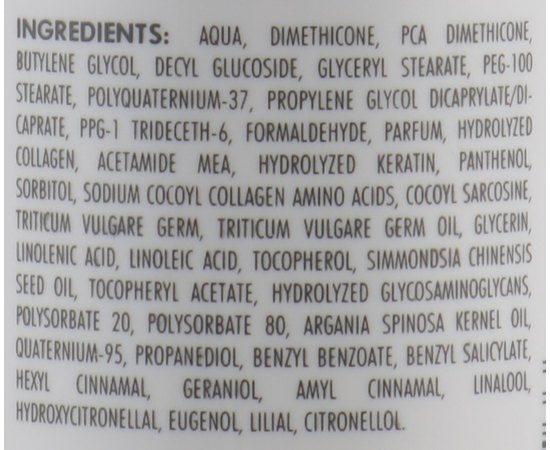 INGREDIENTS: AQUA, DIMETHICONE, PCA DIMETHICONE,
BUTYLENE GLYCOL, DECYL GLUCOSIDE, GLYCERYL STEARATE, PEG-100
STEARATE, POLYQUATERNIUM-37, PROPYLENE GLYCOL DICAPRYLATE/DI-
CAPRATE, PPG-1 TRIDECETH-6, FORMALDEHYDE, PARFUM, HYDROLYZED
COLLAGEN, ACETAMIDE MEA, HYDROLYZED KERATIN, PANTHENOL,
SORBITOL, SODIUM COCOYL COLLAGEN AMINO ACIDS, COCOYL SARCOSINE,
TRITICUM VULGARE GERM, TRITICUM VULGARE GERM OIL, GLYCERIN,
LINOLENIC ACID, LINOLEIC ACID, TOCOPHEROL, SIMMONDSIA CHINENSIS
SEED OIL, TOCOPHERYL ACETATE, HYDROLYZED GLYCOSAMINOGLYCANS,
POLYSORBATE 20, POLYSORBATE 80, ARGANIA SPINOSA KERNEL OIL,
QUATERNIUM-95, PROPANEDIOL, BENZYL BENZOATE, BENZYL SALICYLATE,
HEXYL CINNAMAL, GERANIOL, AMYL CINNAMAL, LINALOOL,
HYDROXYCITRONELLAL, EUGENOL, LILIAL, CITRONELLOL.